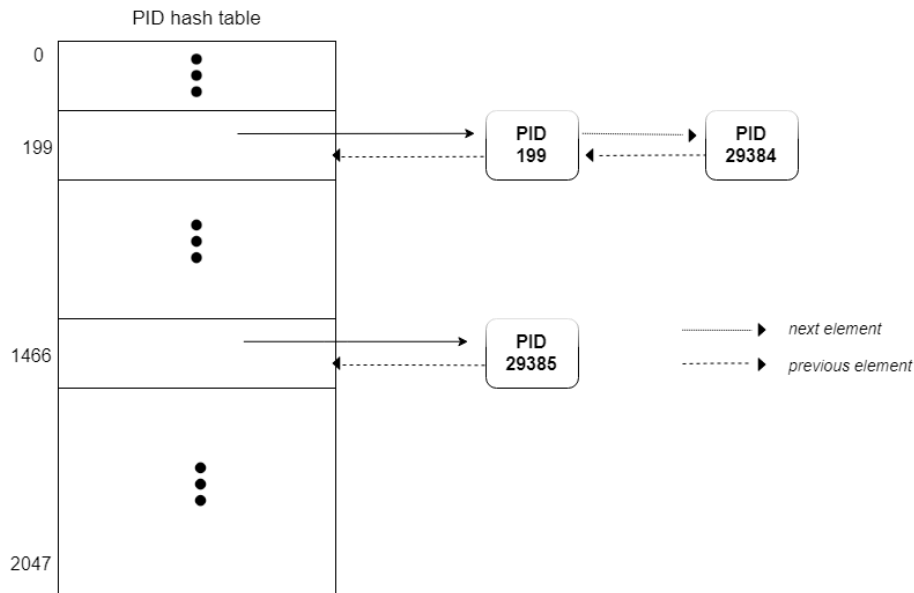 PID hash table
0
199
PID
199
PID
29384
1466
PID
29385
next element
previous element
2047